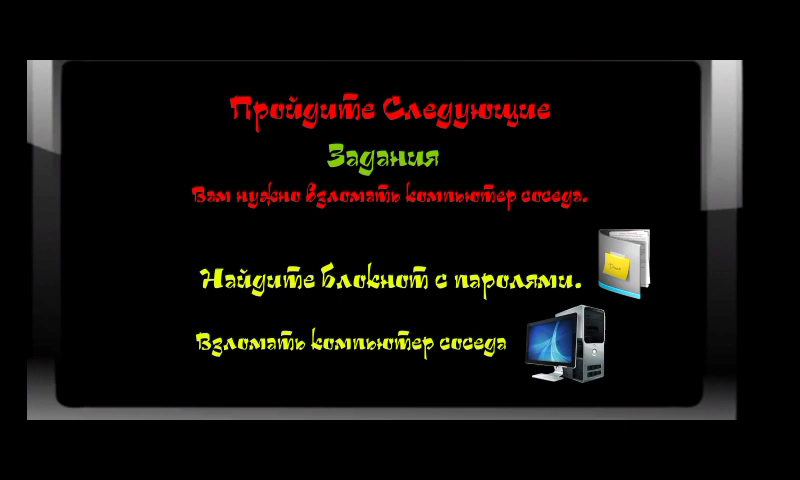 Пройдите Следующие
Задания
Вам нужно взломать компьютер соседа.
Найдите блокнот с паролями.
Взломать компьютер соседа